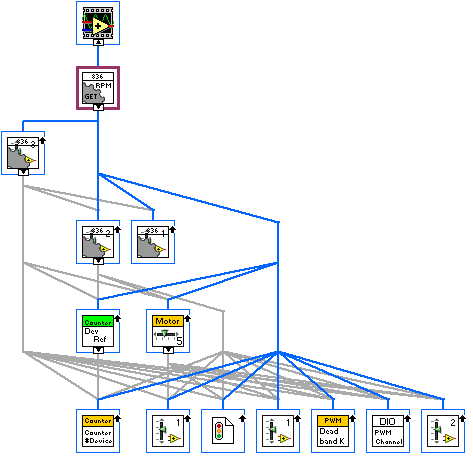 836
RPM
GET
836 3
836 2
836 1
Counter
Dev
Ref
Motor
5
Counter
Counter
#Device
1
1
PWM
Dead
band K
DIO
PWM
Channel
2